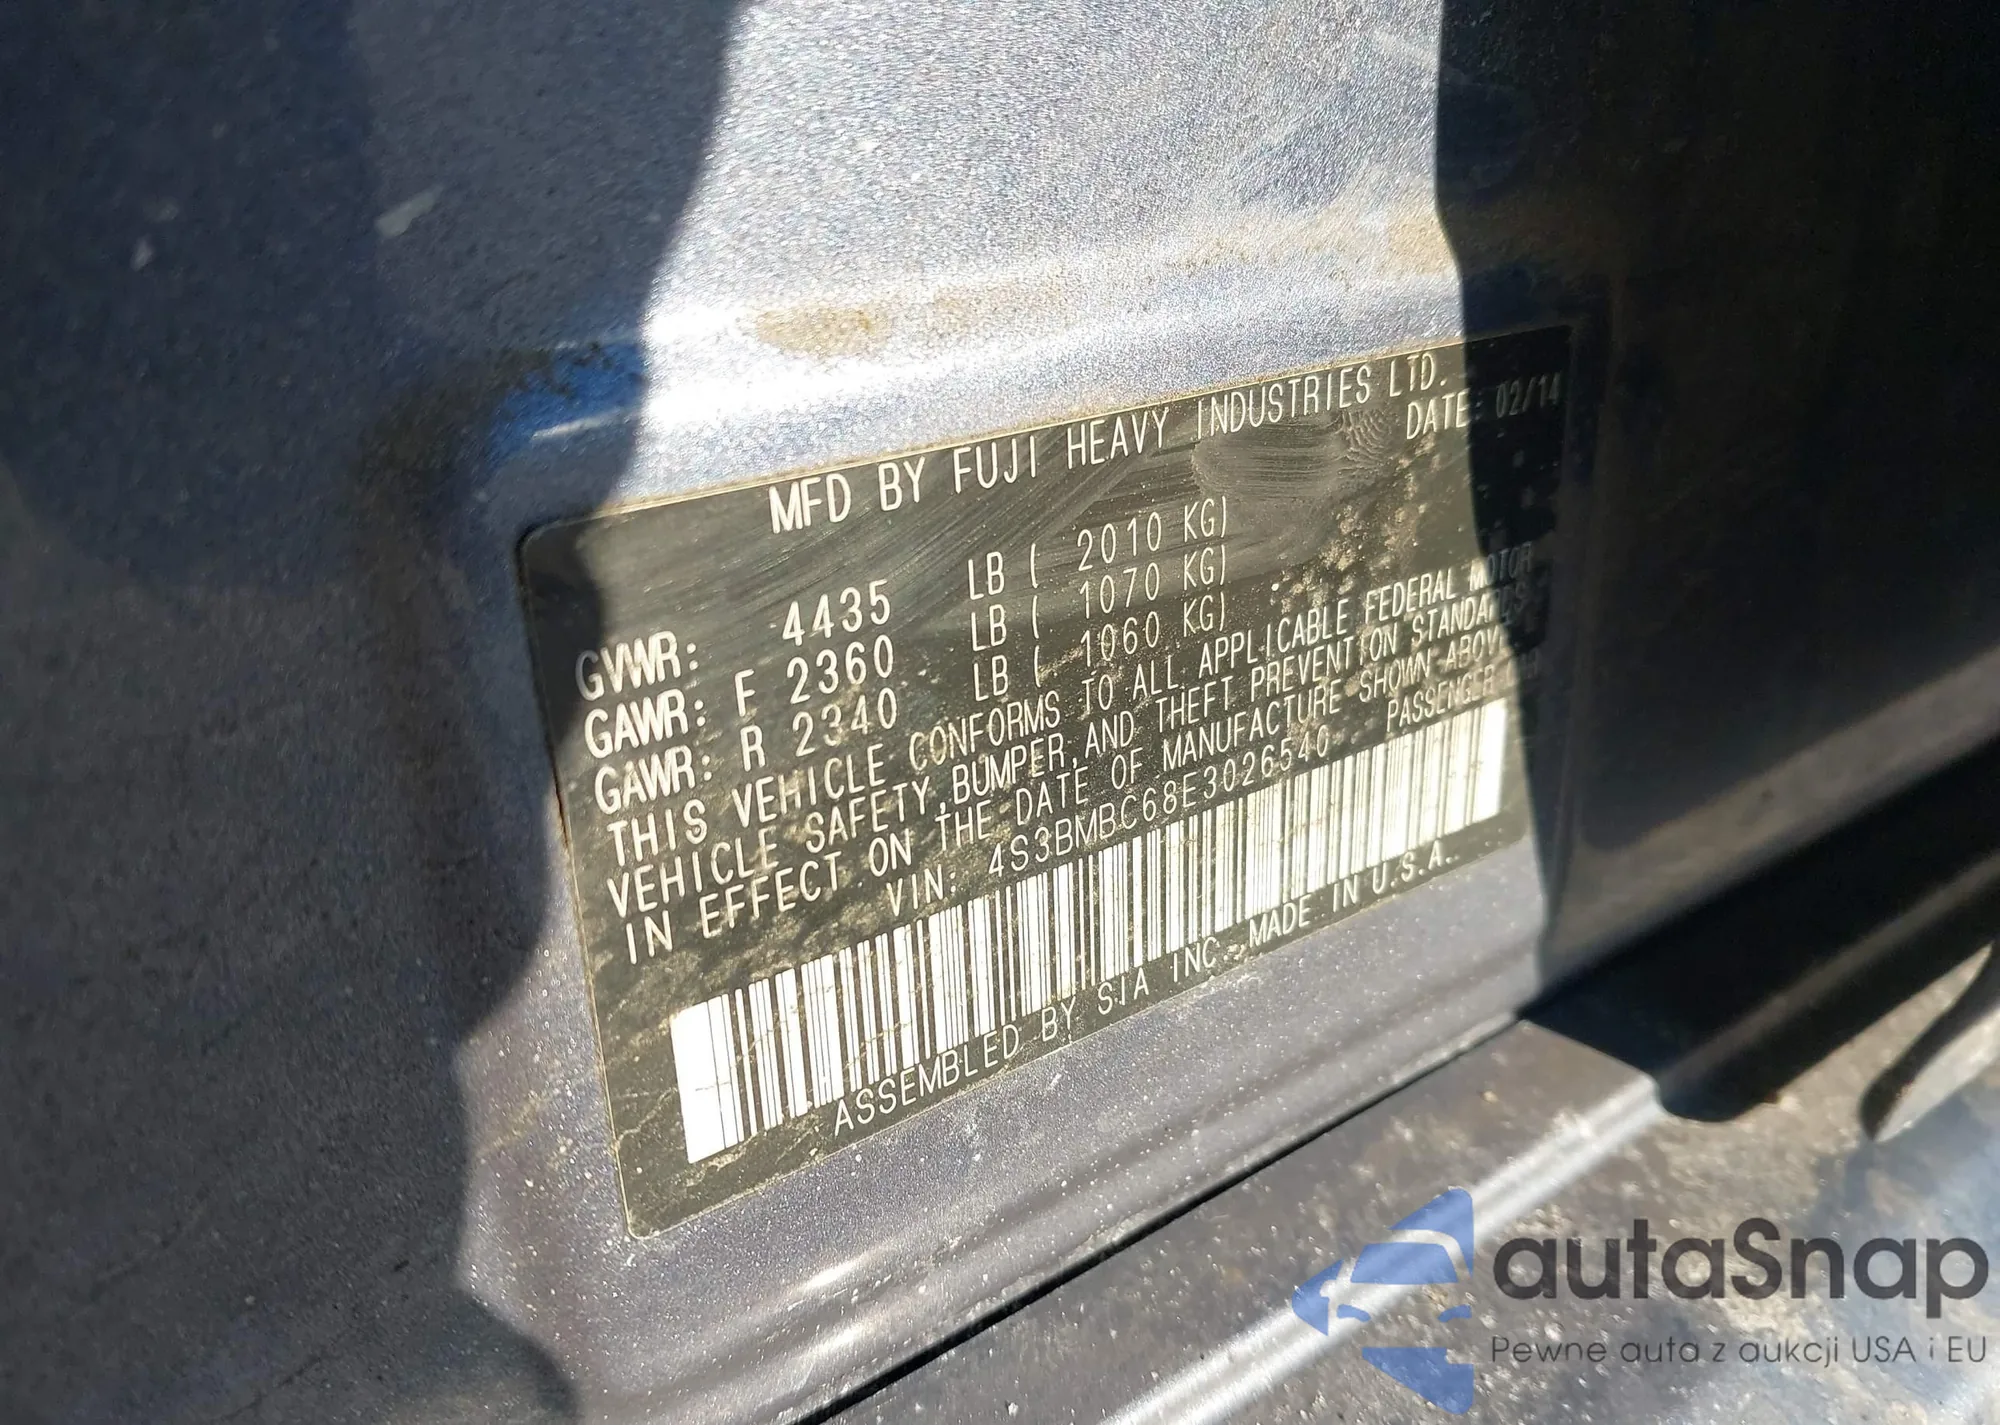 MFD BY FUJI HEAVY INDUSTRIES LTD.
DATE: 02/14
GVWR: 4435 LB ( 2010 KG)
GAWR: F 2360 LB ( 1070 KG)
GAWR: R 2340 LB ( 1060 KG)
THIS VEHICLE CONFORMS TO ALL APPLICABLE FEDERAL MOTOR
VEHICLE SAFETY, BUMPER, AND THEFT PREVENTION STANDARDS
IN EFFECT ON THE DATE OF MANUFACTURE SHOWN ABOVE
VIN: 4S3BMBC68E3026540 PASSENGER CAR
ASSEMBLED BY SIA INC. MADE IN U.S.A.
autaSnap
Pewne auta z aukcji USA i EU